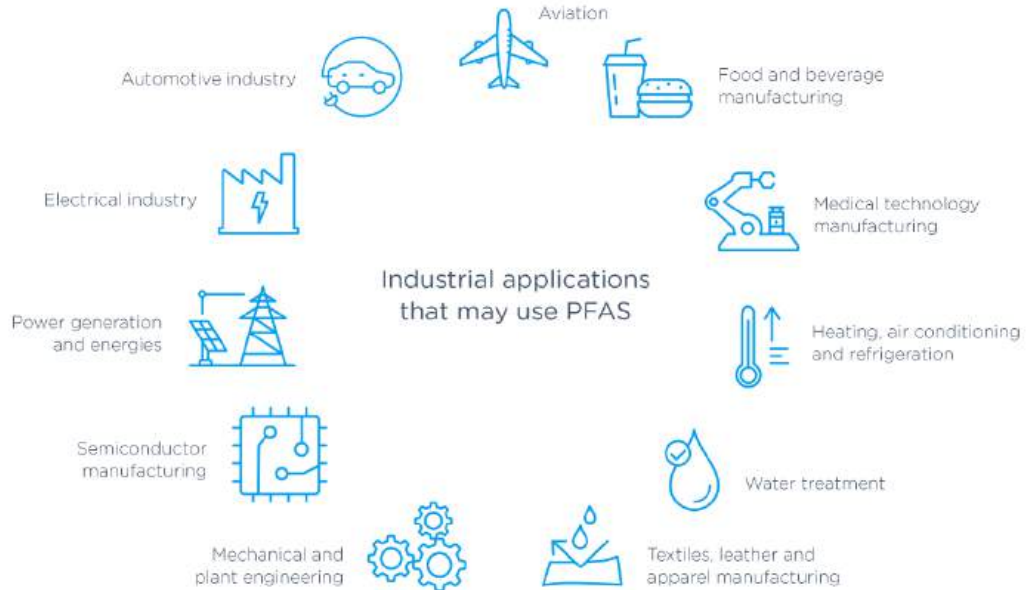 Aviation
Automotive industry
Food and beverage
manufacturing
Electrical industry
Medical technology
manufacturing
Industrial applications
that may use PFAS
Power generation
and energies
Heating, air conditioning
and refrigeration
Semiconductor
manufacturing
Water treatment
Mechanical and
plant engineering
Textiles, leather and
apparel manufacturing